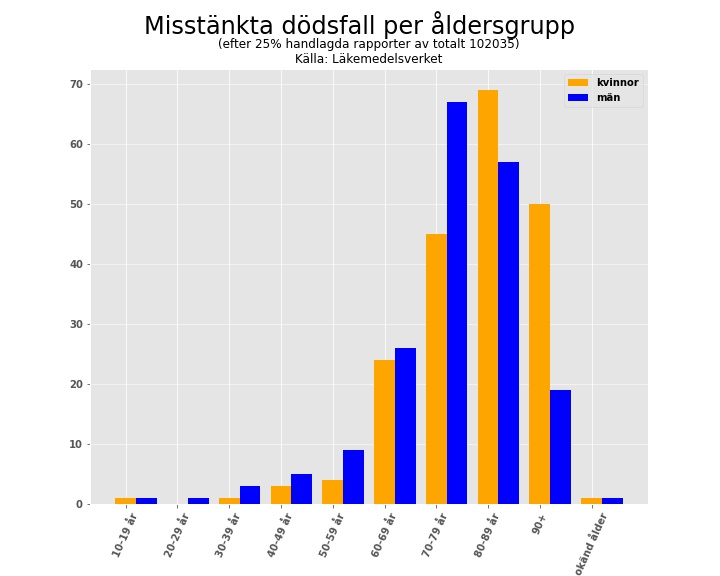 Misstänkta dödsfall per åldersgrupp
(efter 25% handlagda rapporter av totalt 102035)
Källa: Läkemedelsverket
kvinnor
män
70
60
50
40
30
20
10
0
10-19 år
20-29 år
30-39 år
40-49 år
50-59 år
60-69 år
70-79 år
80-89 år
90+
okänd ålder